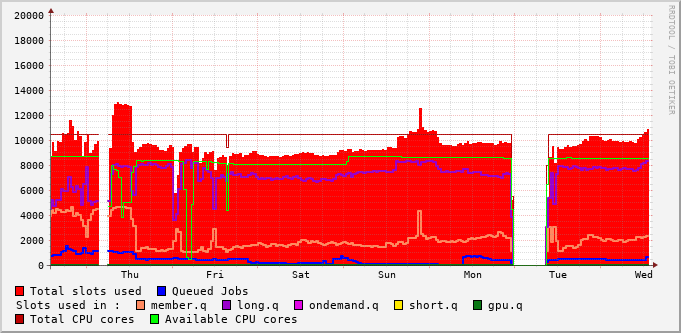 RRDTOOL / TOBI OETIKER
20000
18000
16000
14000
12000
10000
8000
6000
4000
2000
0
Thu Fri Sat Sun Mon Tue Wed
Total slots used Queued Jobs
Slots used in : member.q long.q ondemand.q short.q gpu.q
Total CPU cores Available CPU cores